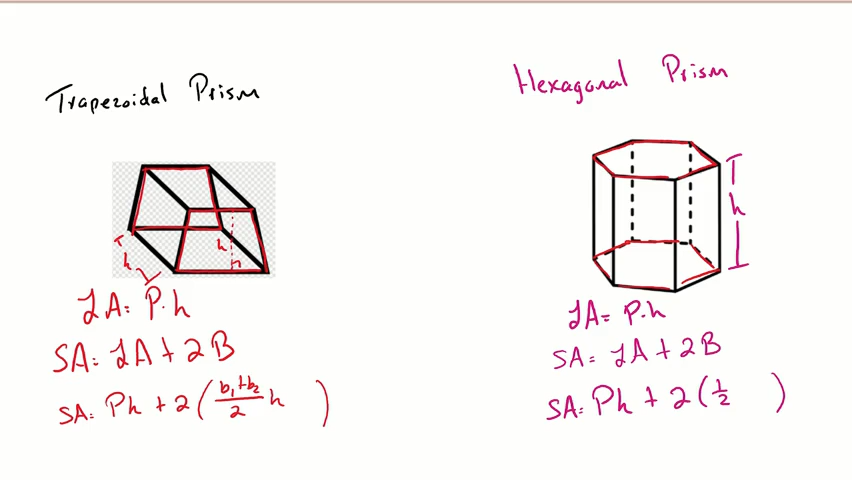 Trapezoidal Prism
Hexagonal Prism
h
h
LA = P·h
SA = LA + 2B
SA = Ph + 2(b₁+b₂/2 h )
h
LA = P·h
SA = LA + 2B
SA = Ph + 2(1/2 )